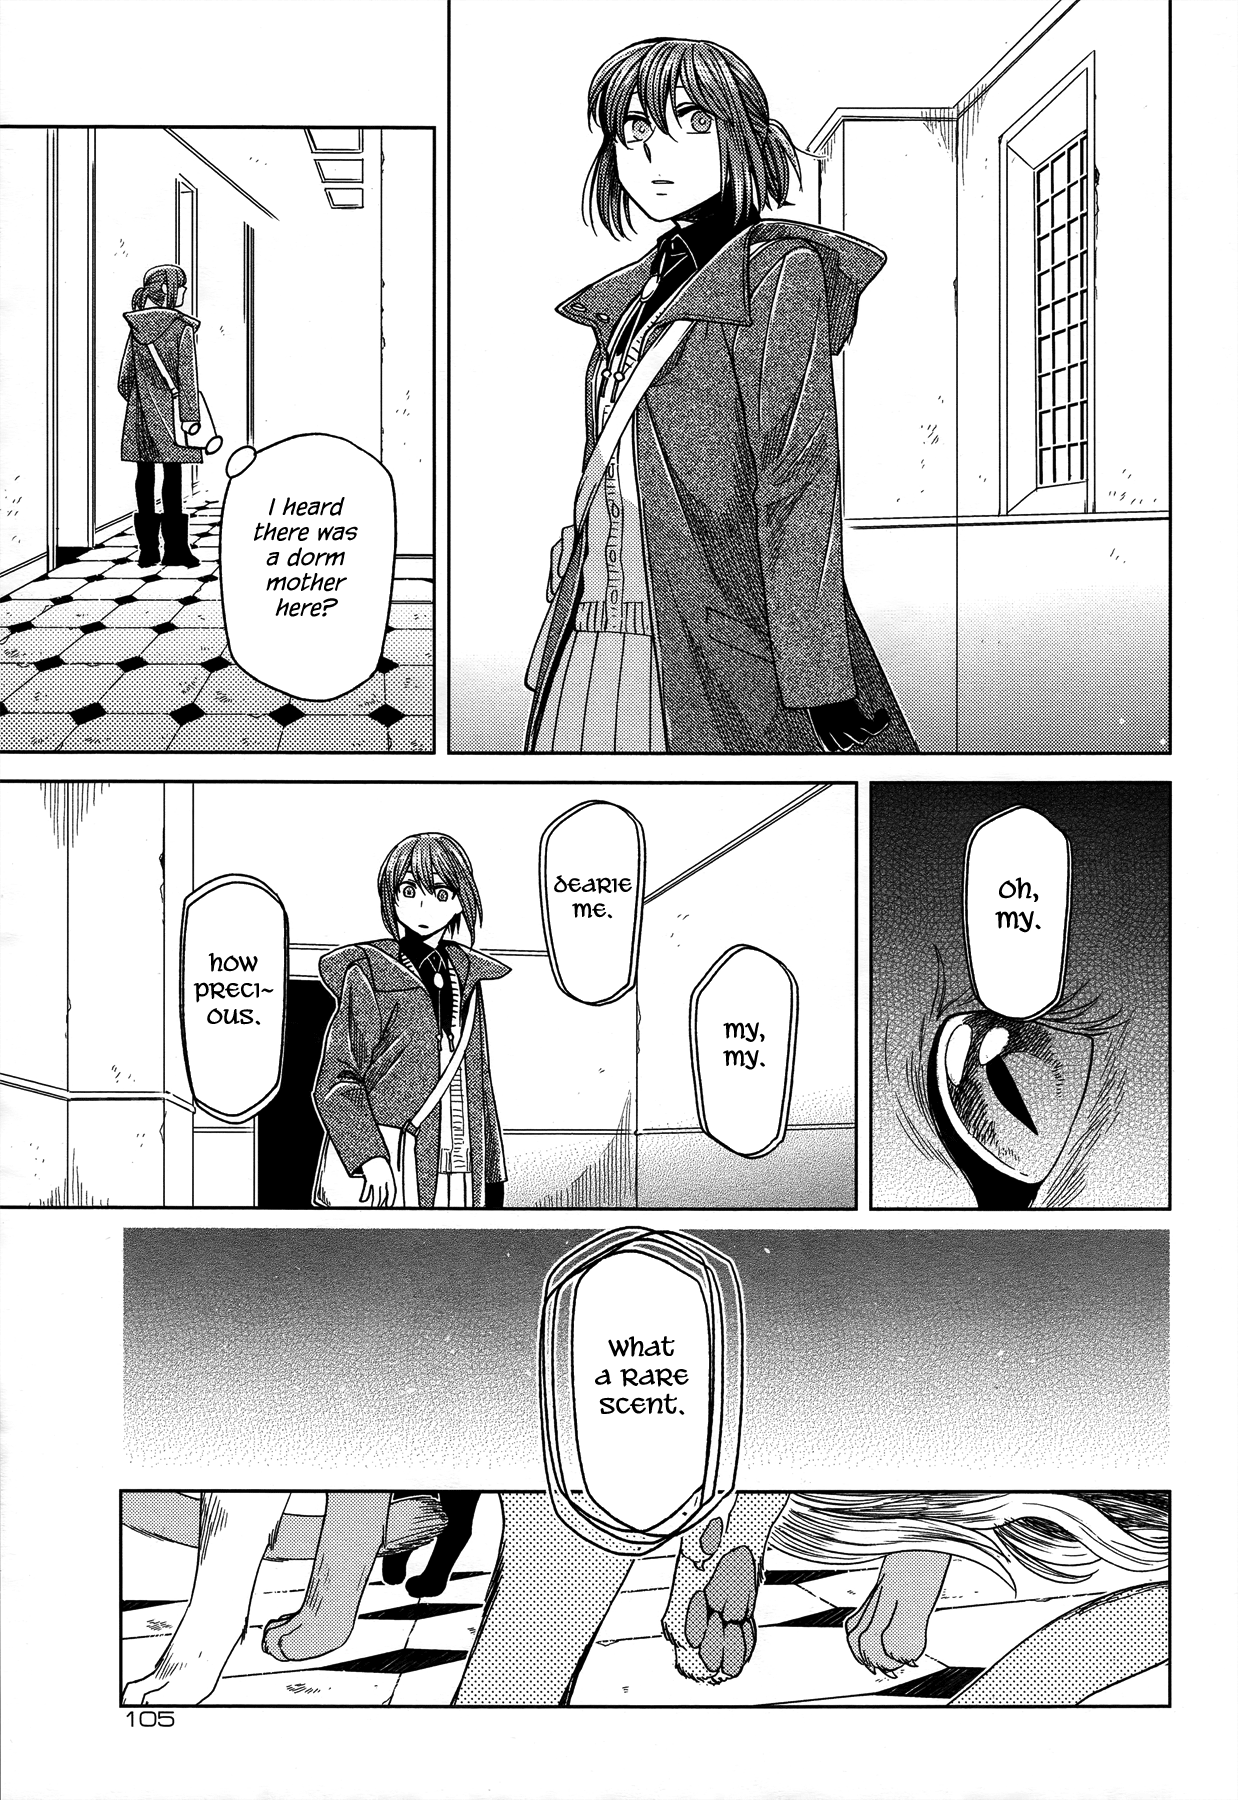 I heard
there was
a dorm
mother
here?
Oh,
my.
my,
my.
Dearie
me.
How
preci~
ous.
What
a rare
scent.
105